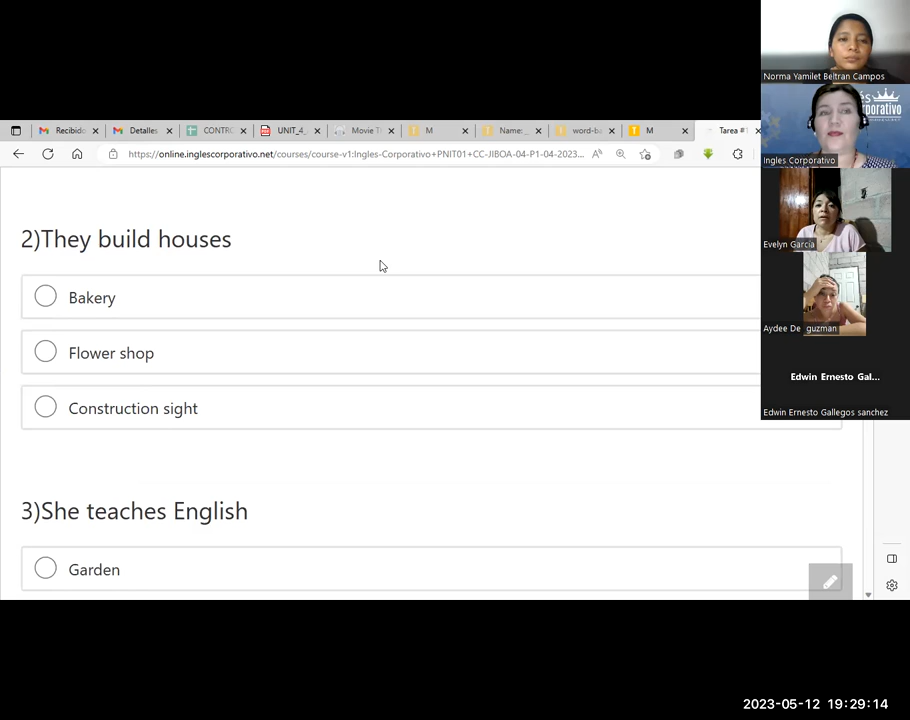 Norma Yamilet Beltran Campos
Ingles Corporativo
Evelyn Garcia
Aydee De guzman
Edwin Ernesto Gal...
Edwin Ernesto Gallegos sanchez
Recibido
Detalles
CONTRO
UNIT_4_
Movie T
M
Name:_
word-ba
M
Tarea #1
https://online.inglescorporativo.net/courses/course-v1:Ingles-Corporativo+PNIT01+CC-JIBOA-04-P1-04-2023...
2)They build houses
Bakery
Flower shop
Construction sight
3)She teaches English
Garden
2023-05-12 19:29:14